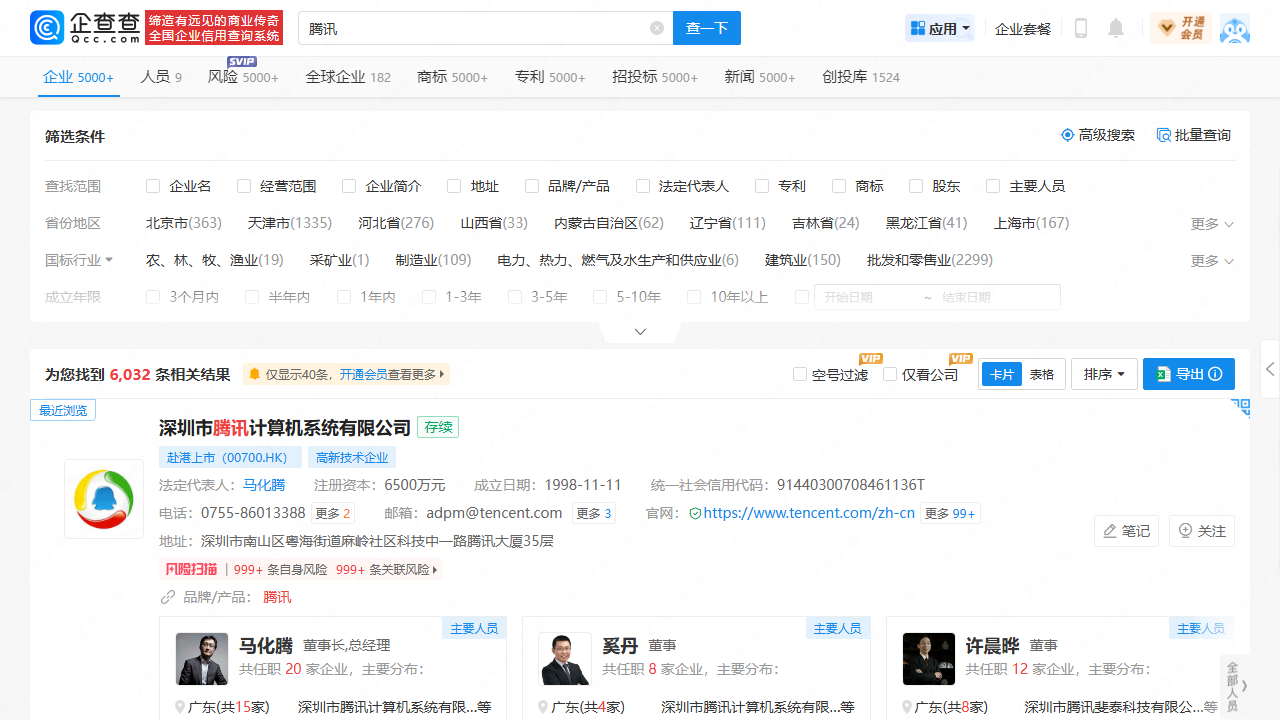 企查查
Qcc.com
缔造有远见的商业传奇
全国企业信用查询系统
腾讯
查一下
应用
企业套餐
开通会员
企业 5000+
人员 9
风险 5000+
SVIP
全球企业 182
商标 5000+
专利 5000+
招投标 5000+
新闻 5000+
创投库 1524
筛选条件
高级搜索
批量查询
查找范围 企业名 经营范围 企业简介 地址 品牌/产品 法定代表人 专利 商标 股东 主要人员
省份地区 北京市(363) 天津市(1335) 河北省(276) 山西省(33) 内蒙古自治区(62) 辽宁省(111) 吉林省(24) 黑龙江省(41) 上海市(167) 更多
国标行业 农、林、牧、渔业(19) 采矿业(1) 制造业(109) 电力、热力、燃气及水生产和供应业(6) 建筑业(150) 批发和零售业(2299) 更多
成立年限 3个月内 半年内 1年内 1-3年 3-5年 5-10年 10年以上 开始日期 ~ 结束日期
为您找到 6,032 条相关结果
仅显示40条，开通会员查看更多
空号过滤
VIP
仅看公司
VIP
卡片
表格
排序
导出
最近浏览
深圳市腾讯计算机系统有限公司 存续
赴港上市（00700.HK） 高新技术企业
法定代表人：马化腾 注册资本：6500万元 成立日期：1998-11-11 统一社会信用代码：91440300708461136T
电话：0755-86013388 更多 2 邮箱：adpm@tencent.com 更多 3 官网：https://www.tencent.com/zh-cn 更多 99+
地址：深圳市南山区粤海街道麻岭社区科技中一路腾讯大厦35层
笔记
关注
风险扫描 | 999+ 条自身风险 999+ 条关联风险
品牌/产品：腾讯
主要人员
马化腾 董事长,总经理
共任职 20 家企业，主要分布：
广东(共15家) 深圳市腾讯计算机系统有限...等
主要人员
奚丹 董事
共任职 8 家企业，主要分布：
广东(共4家) 深圳市腾讯计算机系统有限...等
主要人员
许晨晔 董事
共任职 12 家企业，主要分布：
广东(共8家) 深圳市腾讯斐泰科技有限公...等
全部人员